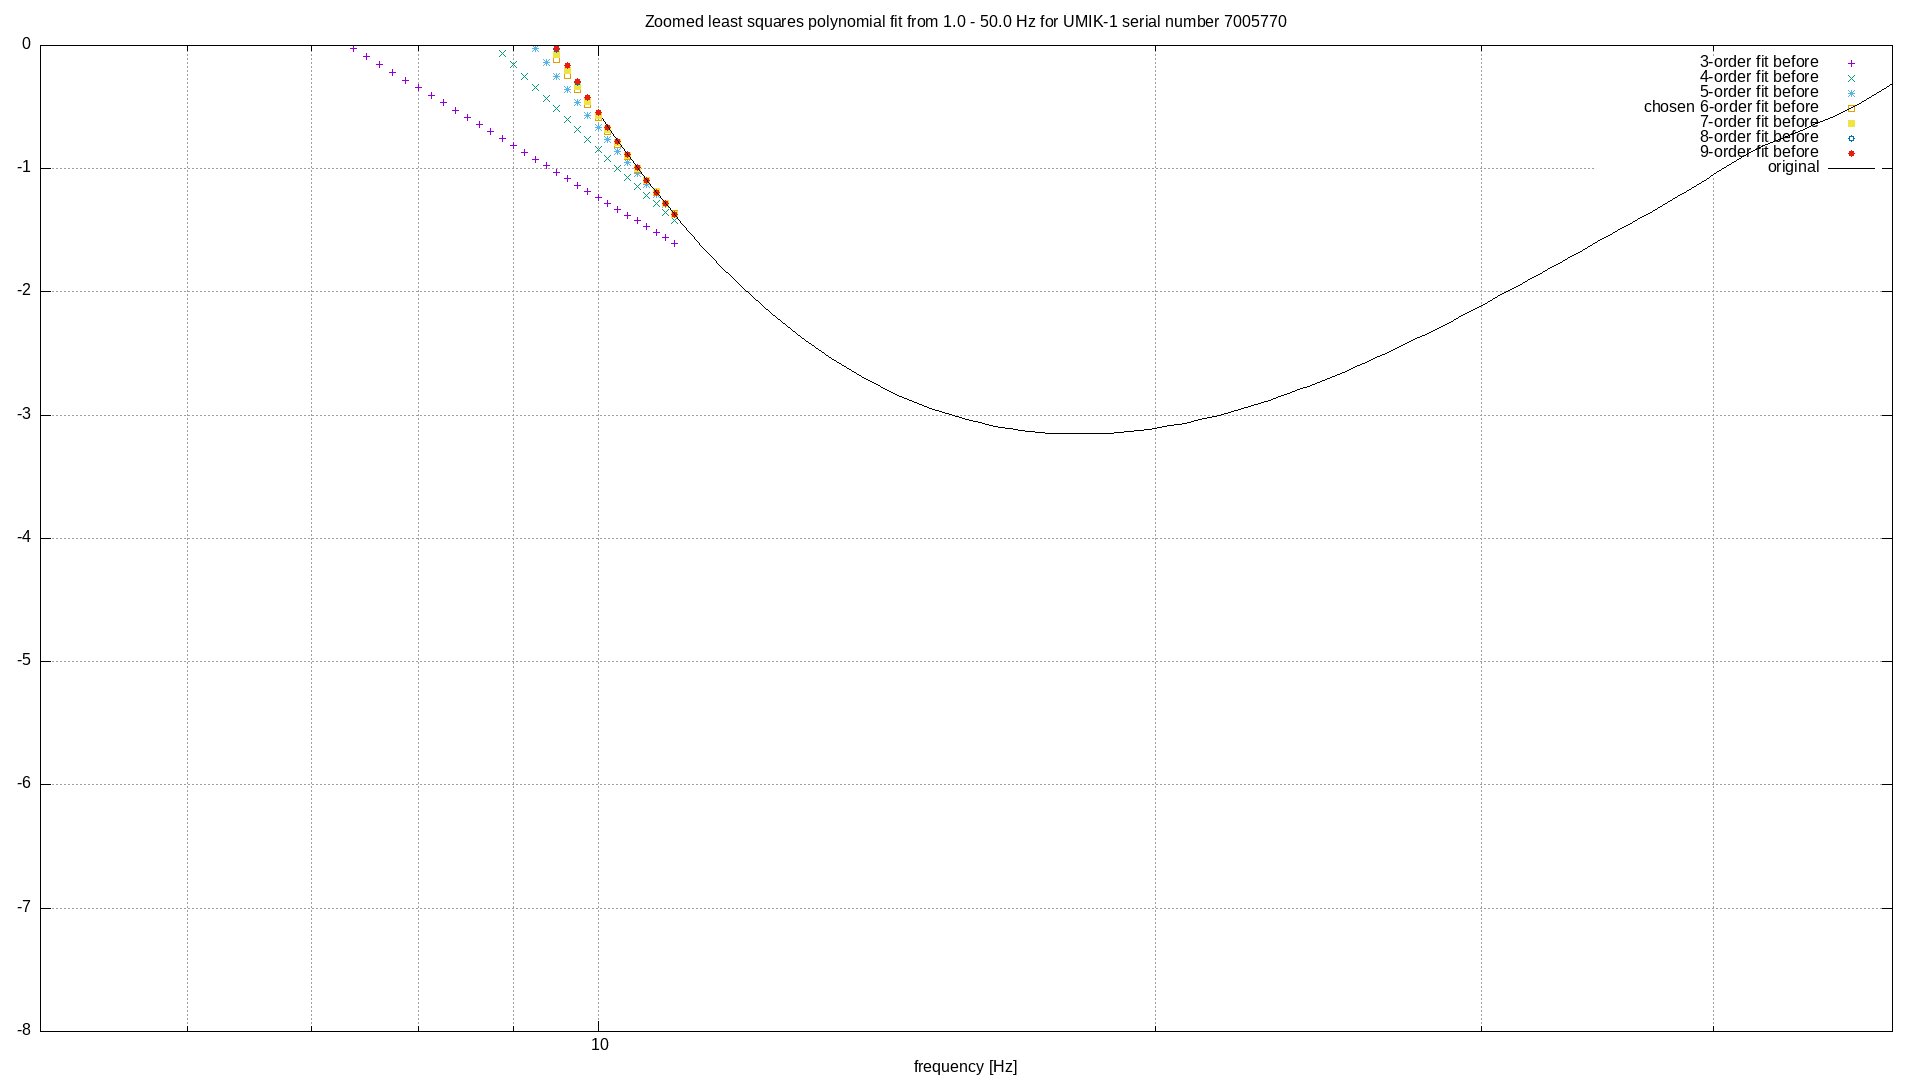 Zoomed least squares polynomial fit from 1.0 - 50.0 Hz for UMIK-1 serial number 7005770
0
-1
-2
-3
-4
-5
-6
-7
-8
3-order fit before
4-order fit before
5-order fit before
chosen 6-order fit before
7-order fit before
8-order fit before
9-order fit before
original
10
frequency [Hz]